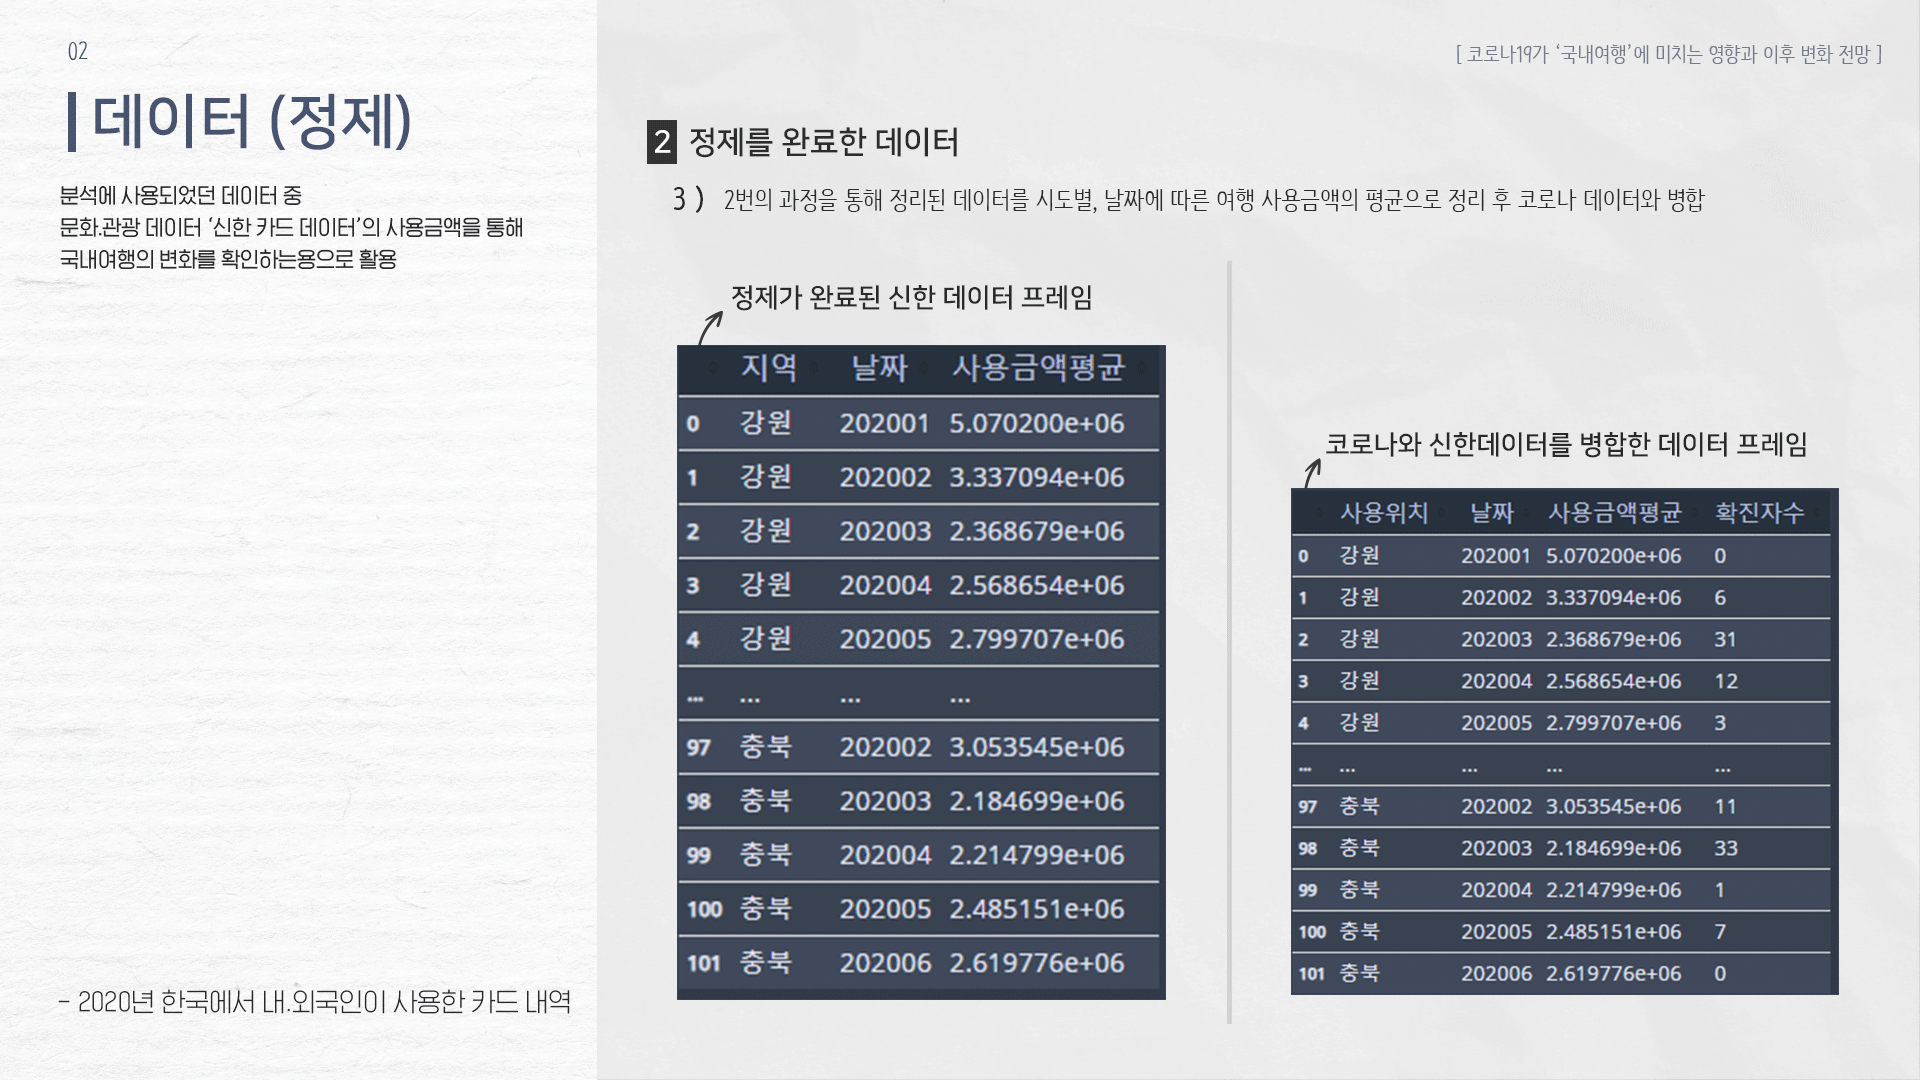 02
[ 코로나19가 ‘국내여행’에 미치는 영향과 이후 변화 전망 ]
데이터 (정제)
분석에 사용되었던 데이터 중
문화.관광 데이터 ‘신한 카드 데이터’의 사용금액을 통해
국내여행의 변화를 확인하는용으로 활용
- 2020년 한국에서 내.외국인이 사용한 카드 내역
2 정제를 완료한 데이터
3 ) 2번의 과정을 통해 정리된 데이터를 시도별, 날짜에 따른 여행 사용금액의 평균으로 정리 후 코로나 데이터와 병합
정제가 완료된 신한 데이터 프레임
지역 날짜 사용금액평균
0 강원 202001 5.070200e+06
1 강원 202002 3.337094e+06
2 강원 202003 2.368679e+06
3 강원 202004 2.568654e+06
4 강원 202005 2.799707e+06
... ... ... ...
97 충북 202002 3.053545e+06
98 충북 202003 2.184699e+06
99 충북 202004 2.214799e+06
100 충북 202005 2.485151e+06
101 충북 202006 2.619776e+06
코로나와 신한데이터를 병합한 데이터 프레임
사용위치 날짜 사용금액평균 확진자수
0 강원 202001 5.070200e+06 0
1 강원 202002 3.337094e+06 6
2 강원 202003 2.368679e+06 31
3 강원 202004 2.568654e+06 12
4 강원 202005 2.799707e+06 3
... ... ... ... ...
97 충북 202002 3.053545e+06 11
98 충북 202003 2.184699e+06 33
99 충북 202004 2.214799e+06 1
100 충북 202005 2.485151e+06 7
101 충북 202006 2.619776e+06 0